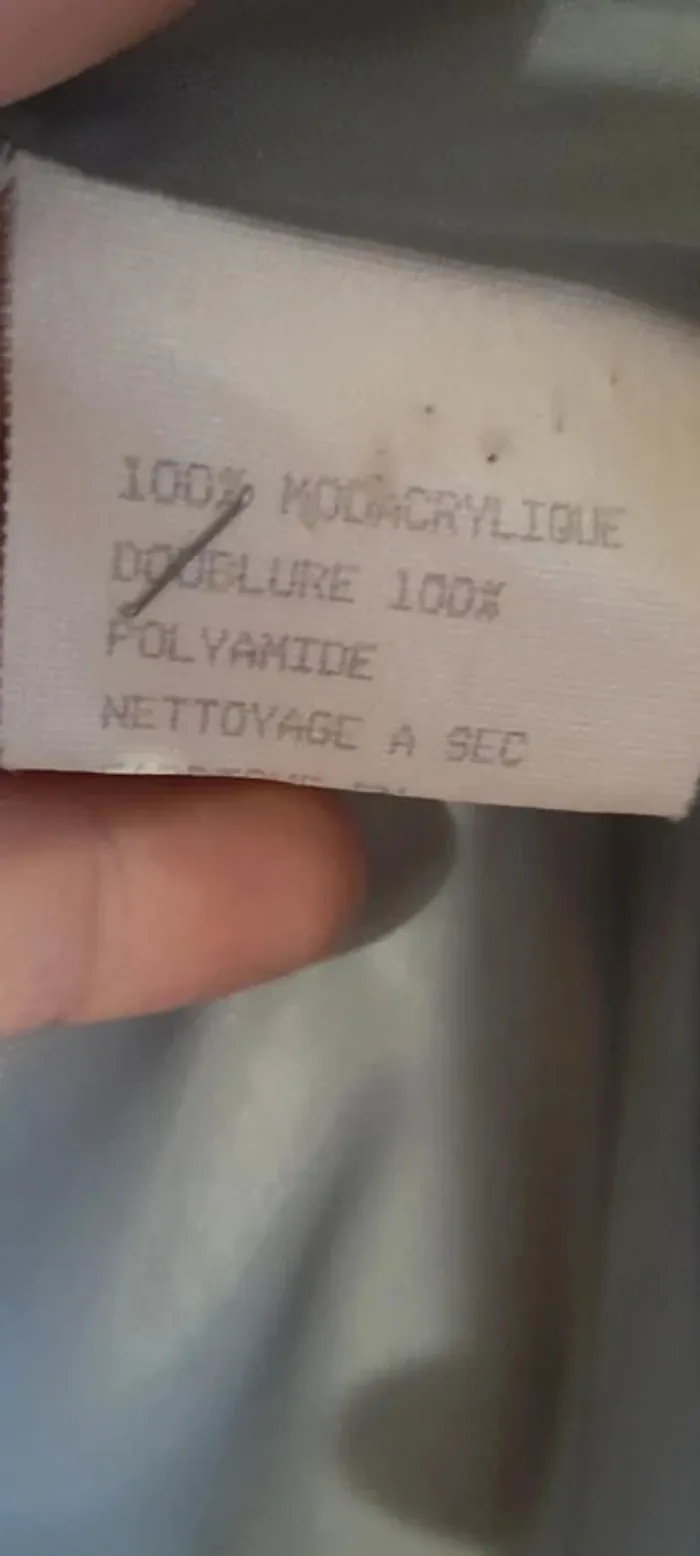 100% MODACRYLIQUE
DOUBLURE 100%
POLYAMIDE
NETTOYAGE A SEC